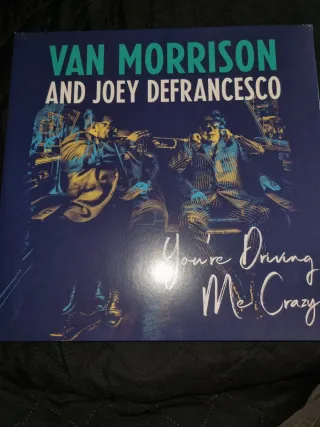 VAN MORRISON
AND JOEY DEFRANCESCO
You're Driving
Me Crazy